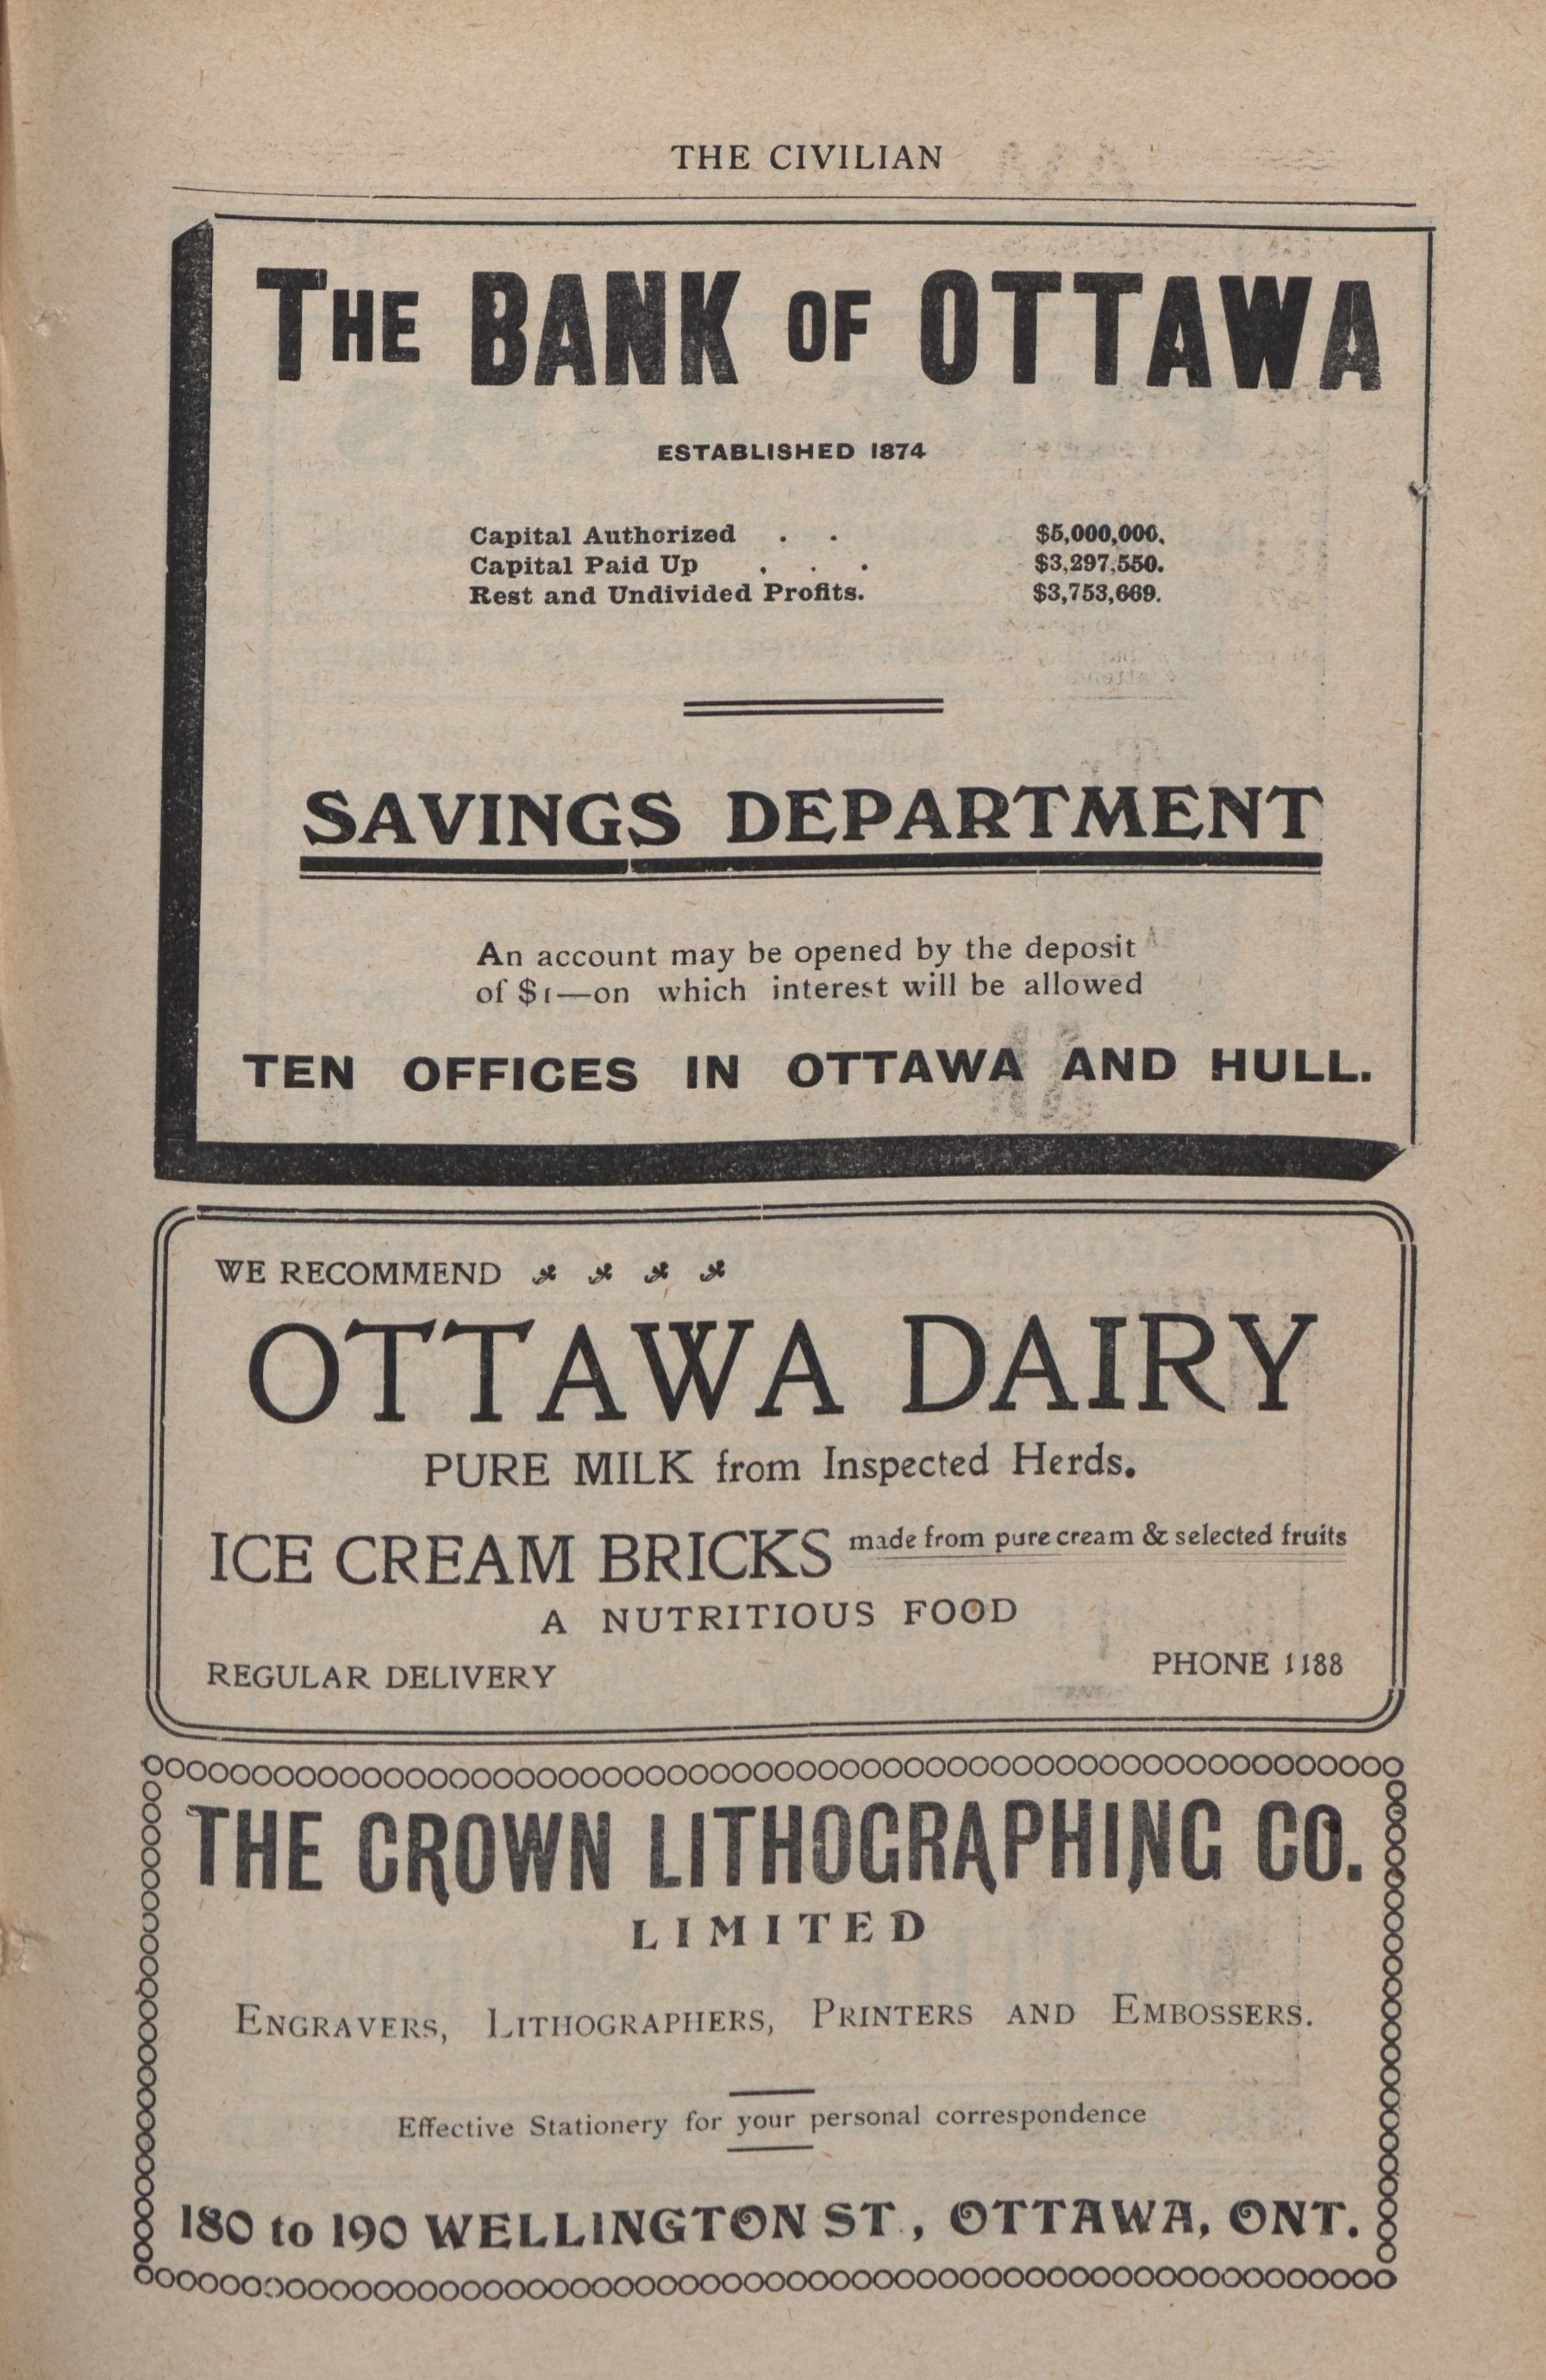 THE CIVILIAN
THE BANK OF OTTAWA
ESTABLISHED 1874
Capital Authorized . . $5,000,000.
Capital Paid Up . . . $3,297,550.
Rest and Undivided Profits. $3,753,669.
SAVINGS DEPARTMENT
An account may be opened by the deposit
of $1—on which interest will be allowed
TEN OFFICES IN OTTAWA AND HULL.
WE RECOMMEND
OTTAWA DAIRY
PURE MILK from Inspected Herds.
ICE CREAM BRICKS made from pure cream & selected fruits
A NUTRITIOUS FOOD
REGULAR DELIVERY PHONE 1188
THE CROWN LITHOGRAPHING CO.
LIMITED
ENGRAVERS, LITHOGRAPHERS, PRINTERS AND EMBOSSERS.
Effective Stationery for your personal correspondence
180 to 190 WELLINGTON ST., OTTAWA, ONT.